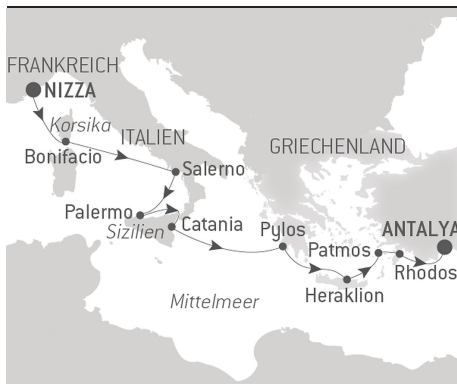 FRANKREICH
NIZZA
Korsika
ITALIEN
Bonifacio
GRIECHENLAND
Salerno
Palermo
Sizilien
Catania
Pylos
ANTALYA
Patmos
Rhodos
Heraklion
Mittelmeer